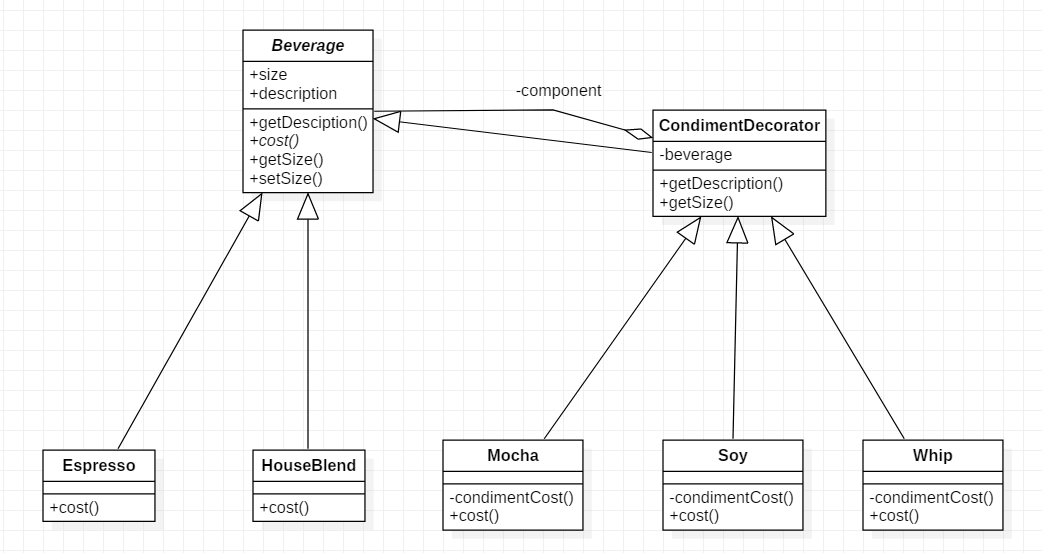 Beverage
+size
+description
+getDesciption()
+cost()
+getSize()
+setSize()
-component
CondimentDecorator
-beverage
+getDescription()
+getSize()
Espresso
+cost()
HouseBlend
+cost()
Mocha
-condimentCost()
+cost()
Soy
-condimentCost()
+cost()
Whip
-condimentCost()
+cost()